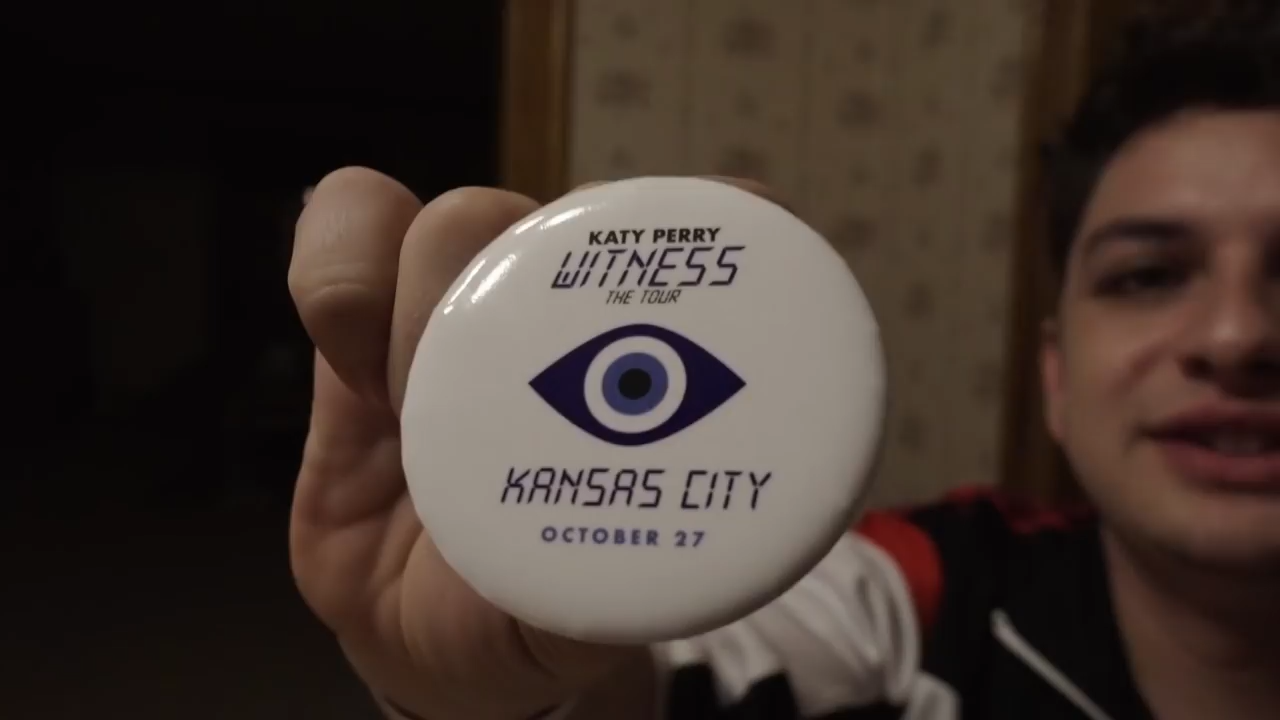 KATY PERRY
WITNESS
THE TOUR
KANSAS CITY
OCTOBER 27